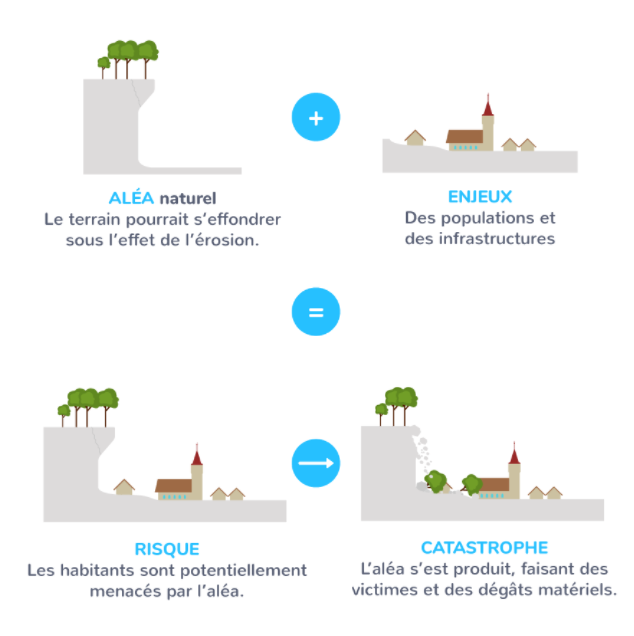 +
ALÉA naturel
Le terrain pourrait s'effondrer
sous l'effet de l'érosion.
ENJEUX
Des populations et
des infrastructures
=
RISQUE
Les habitants sont potentiellement
menacés par l'aléa.
CATASTROPHE
L'aléa s'est produit, faisant des
victimes et des dégâts matériels.